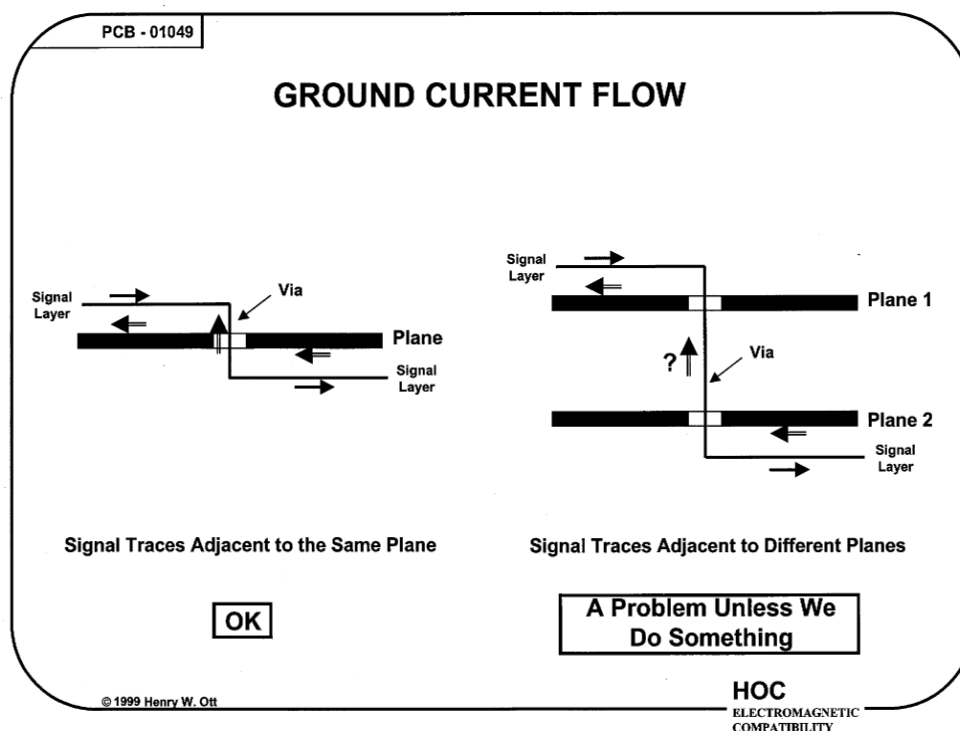 PCB - 01049
GROUND CURRENT FLOW
Signal
Layer
Via
Plane
Signal
Layer
Signal
Layer
Plane 1
?
Via
Plane 2
Signal
Layer
Signal Traces Adjacent to the Same Plane
Signal Traces Adjacent to Different Planes
OK
A Problem Unless We
Do Something
© 1999 Henry W. Ott
HOC
ELECTROMAGNETIC
COMPATIBILITY